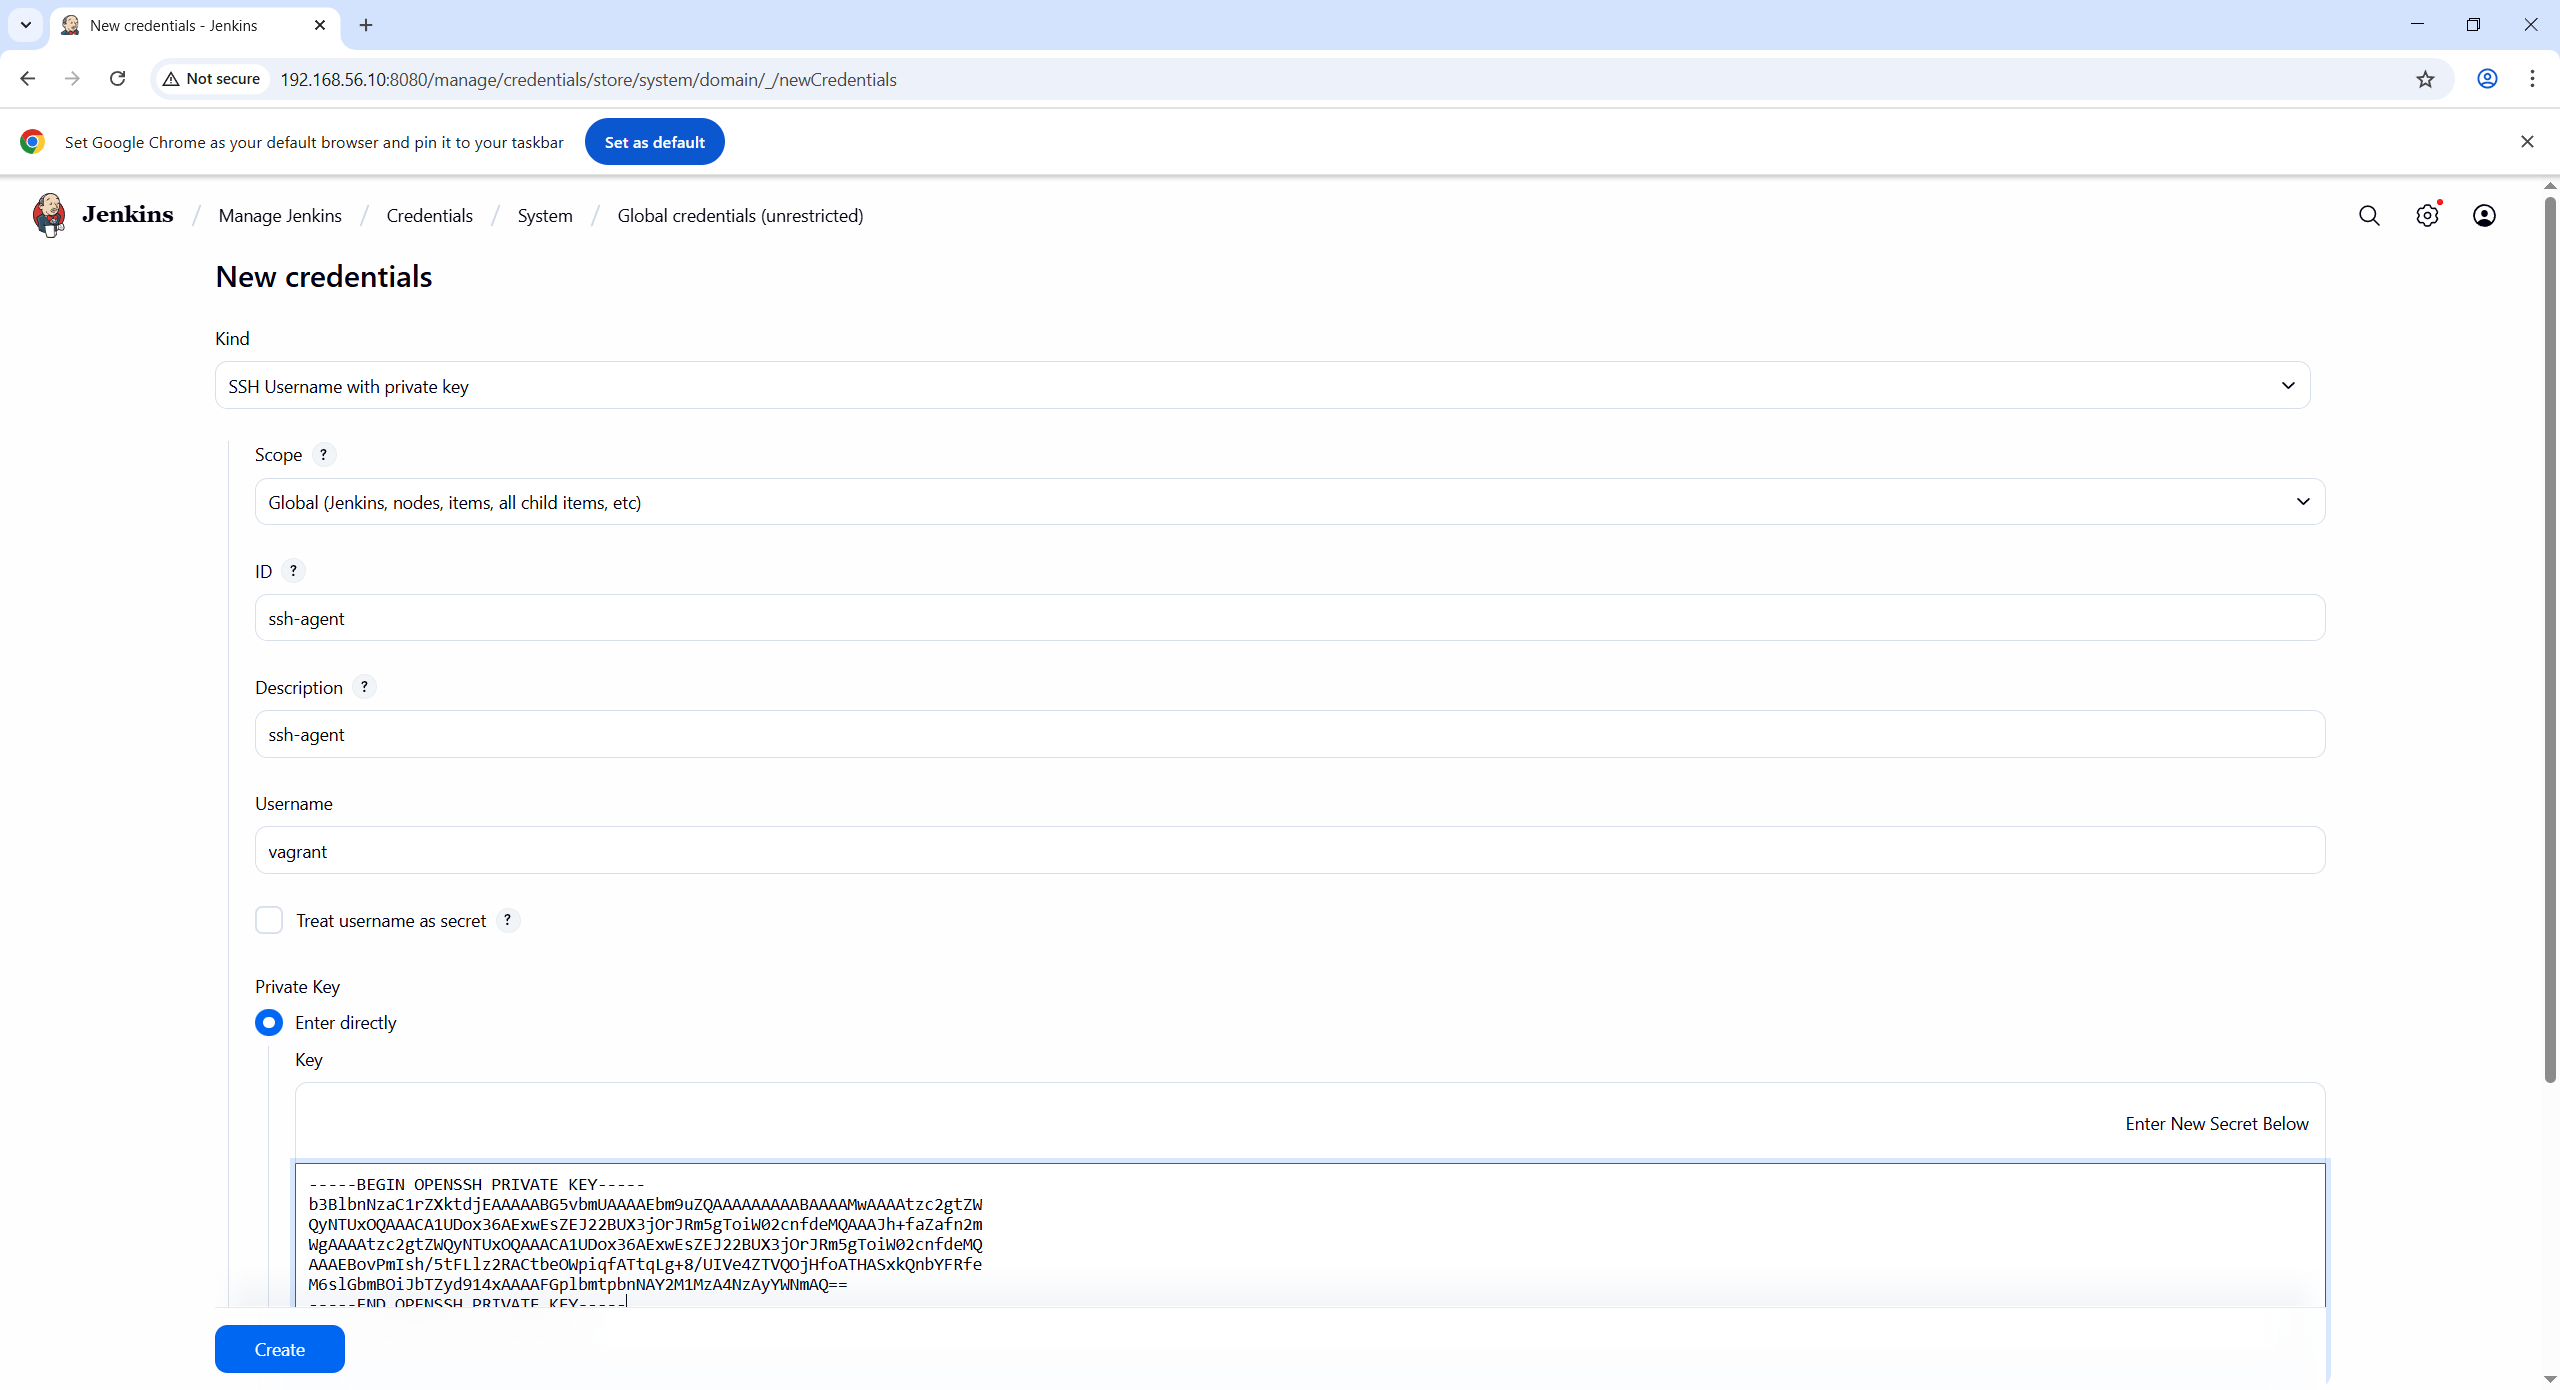 New credentials - Jenkins
Not secure
192.168.56.10:8080/manage/credentials/store/system/domain/_/newCredentials
Set Google Chrome as your default browser and pin it to your taskbar
Set as default
Jenkins / Manage Jenkins / Credentials / System / Global credentials (unrestricted)
New credentials
Kind
SSH Username with private key
Scope ?
Global (Jenkins, nodes, items, all child items, etc)
ID ?
ssh-agent
Description ?
ssh-agent
Username
vagrant
Treat username as secret ?
Private Key
Enter directly
Key
Enter New Secret Below
-----BEGIN OPENSSH PRIVATE KEY-----
b3BlbnNzaC1rZXktdjEAAAAABG5vbmUAAAAEbm9uZQAAAAAAAAABAAAAMwAAAAtzc2gtZW
QyNTUxOQAAACA1UDox36AExwEsZEJ22BUX3jOrJRm5gToiW02cnfdeMQAAAJh+faZafn2m
WgAAAAtzc2gtZWQyNTUxOQAAACA1UDox36AExwEsZEJ22BUX3jOrJRm5gToiW02cnfdeMQ
AAAEBovPmIsh/5tFLlz2RACtbeOWpiqfATtqLg+8/UIVe4ZTVQOjHfoATHASxkQnbYFRfe
M6slGbmBOiJbTZyd914xAAAAFGplbmtpbnNAY2M1MzA4NzAyYWNmAQ==
-----END OPENSSH PRIVATE KEY-----
Create